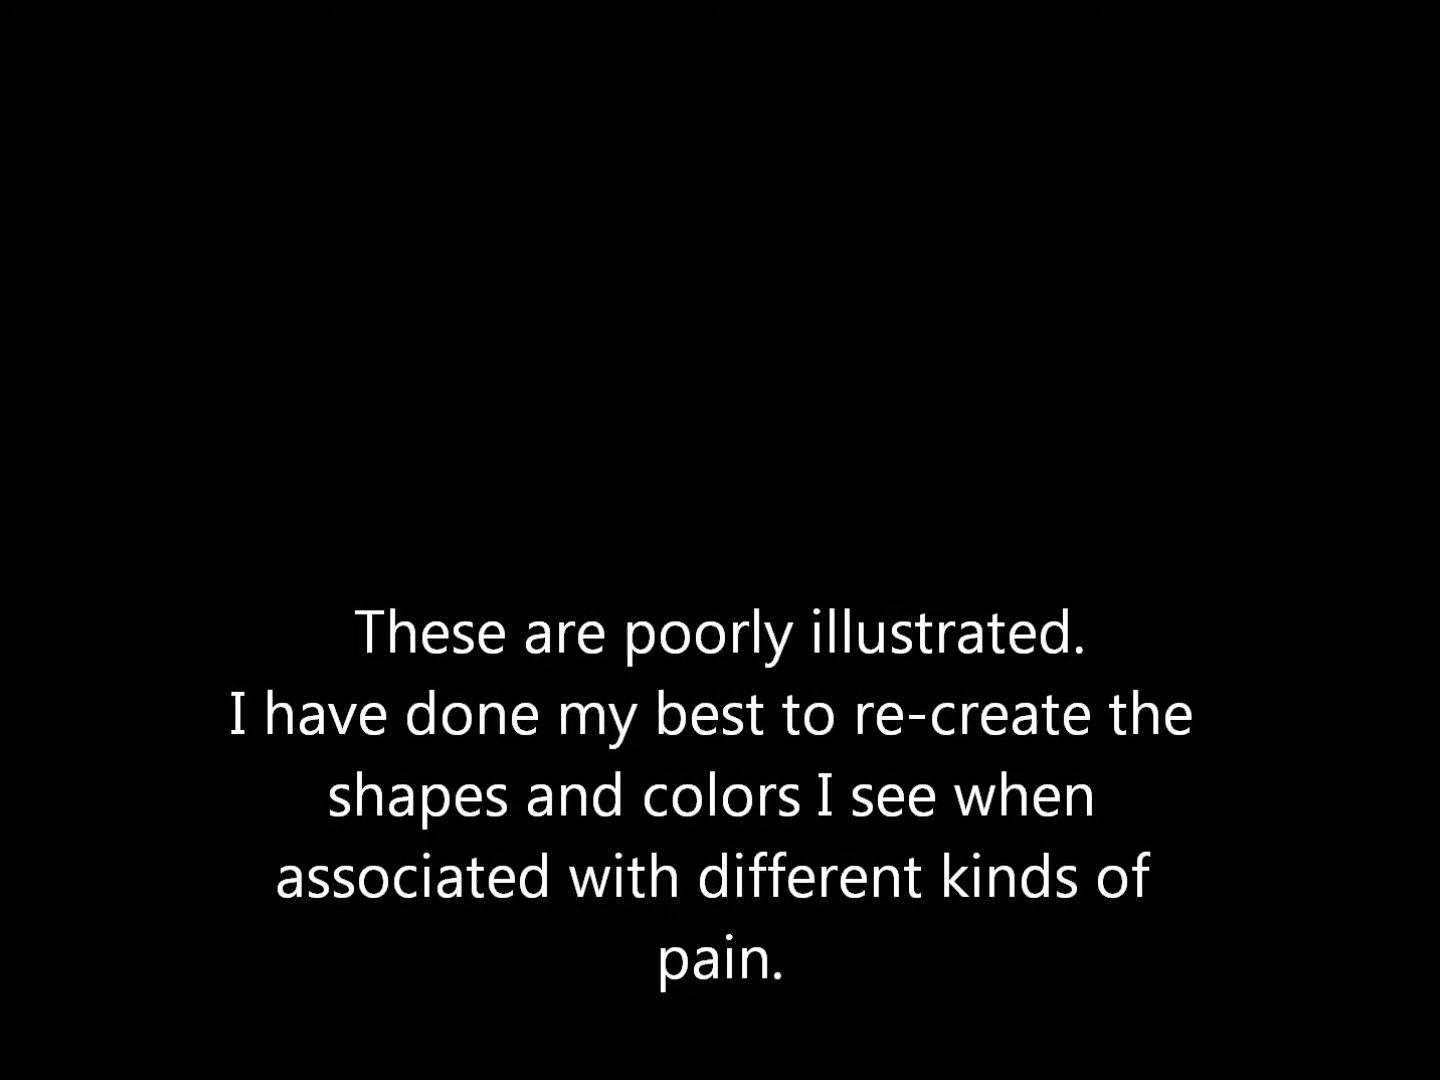 These are poorly illustrated.
I have done my best to re-create the
shapes and colors I see when
associated with different kinds of
pain.